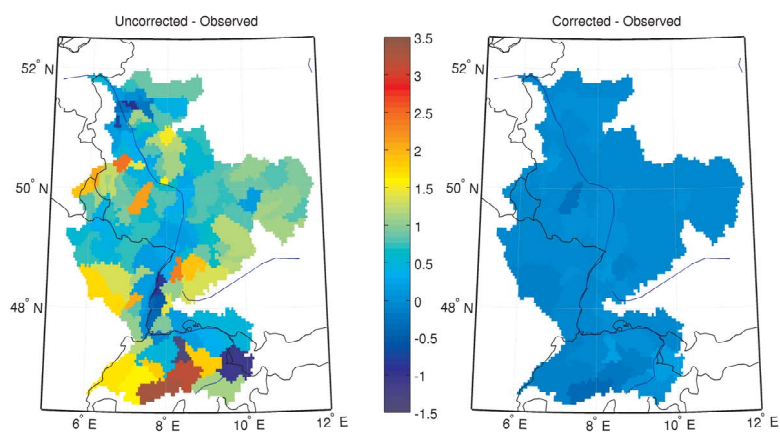 Uncorrected - Observed
52° N
50° N
48° N
6° E
8° E
10° E
12° E
3.5
3
2.5
2
1.5
1
0.5
0
-0.5
-1
-1.5
Corrected - Observed
52° N
50° N
48° N
6° E
8° E
10° E
12° E